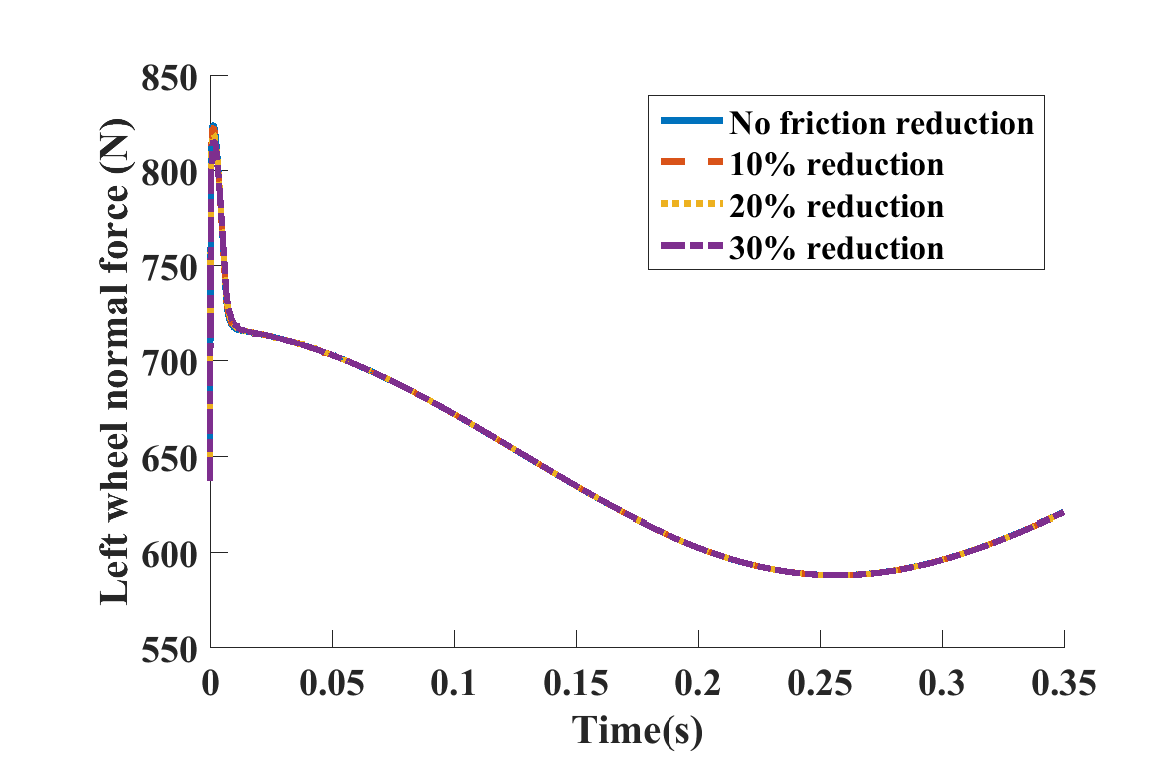 Left wheel normal force (N)
850
800
750
700
650
600
550
No friction reduction
10% reduction
20% reduction
30% reduction
0 0.05 0.1 0.15 0.2 0.25 0.3 0.35
Time(s)